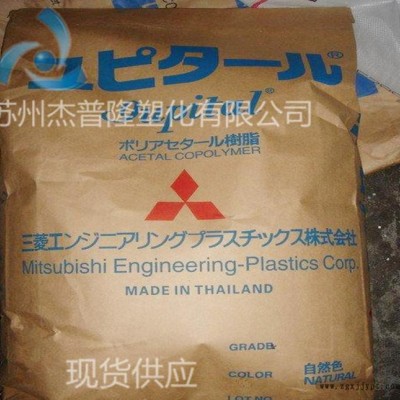 ユピタール®
Iupital®
苏州杰普隆塑化有限公司
ポリアセタール樹脂
ACETAL COPOLYMER
三菱エンジニアリングプラスチックス株式会社
Mitsubishi Engineering-Plastics Corp.
MADE IN THAILAND
GRADE
现货供应
COLOR 自然色
NATURAL
LOT NO.